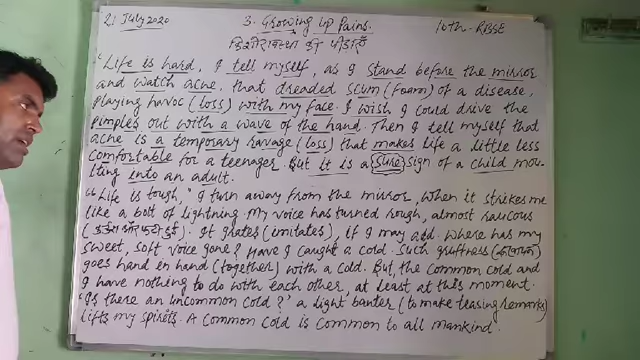 21 July 2020 3. Growing Up Pains. 10th-RBSE
किशोरावस्था की पीडाएँ
"Life is hard, I tell myself, as I stand before the mirror
and watch acne, that dreaded scum (foam) of a disease,
playing havoc (loss) with my face. I wish I could drive the
pimples out with a wave of the hand. Then I tell myself that
acne is a temporary ravage (loss) that makes life a little less
comfortable for a teenager. But it is a sure sign of a child mou-
lting into an adult.
"Life is tough," I turn away from the mirror, when it strikes me
like a bolt of lightning. My voice has turned rough, almost raucous
It grates (irritates), if I may add. Where has my
sweet, soft voice gone? Have I caught a cold. Such gruffness
goes hand in hand (together) with a cold. But, the common cold and
I have nothing to do with each other, at least at this moment.
'Is there an uncommon cold?' a light banter (to make teasing remarks)
lifts my spirits. A common cold is common to all mankind.